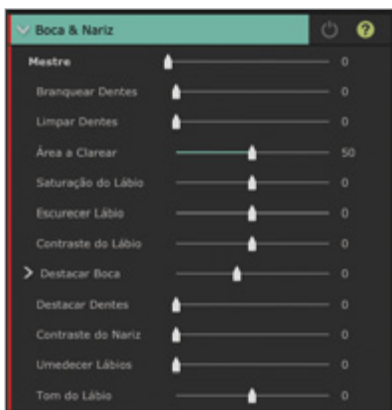 Boca & Nariz ?
Mestre 0
Branquear Dentes 0
Limpar Dentes 0
Área a Clarear 50
Saturação do Lábio 0
Escurecer Lábio 0
Contraste do Lábio 0
Destacar Boca 0
Destacar Dentes 0
Contraste do Nariz 0
Umedecer Lábios 0
Tom do Lábio 0